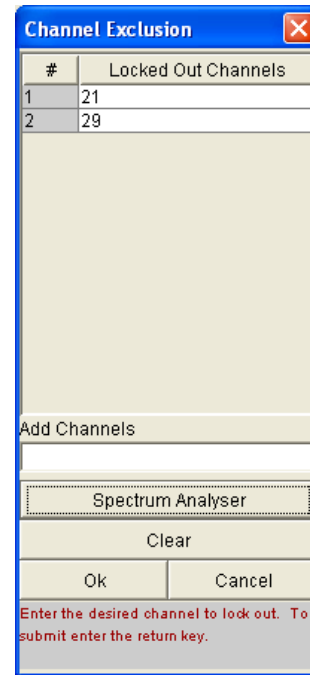 Channel Exclusion
# Locked Out Channels
1 21
2 29
Add Channels
Spectrum Analyser
Clear
Ok Cancel
Enter the desired channel to lock out. To
submit enter the return key.